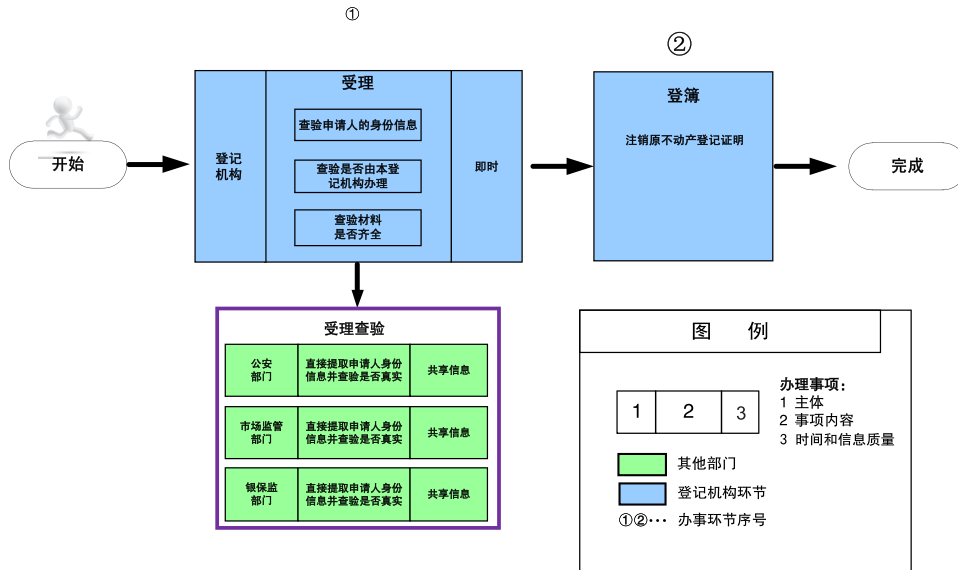 ①
②
开始
登记
机构
受理
查验申请人的身份信息
查验是否由本登
记机构办理
查验材料
是否齐全
即时
登簿
注销原不动产登记证明
完成
受理查验
公安
部门
直接提取申请人身份
信息并查验是否真实
共享信息
市场监管
部门
直接提取申请人身份
信息并查验是否真实
共享信息
银保监
部门
直接提取申请人身份
信息并查验是否真实
共享信息
图 例
1
2
3
办理事项：
1 主体
2 事项内容
3 时间和信息质量
其他部门
登记机构环节
①②··· 办事环节序号